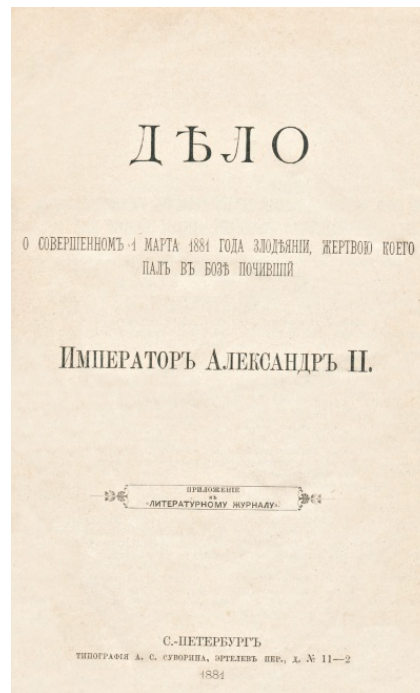 ДѢЛО
О СОВЕРШЕННОМЪ 1 МАРТА 1881 ГОДА ЗЛОДѢЯНІИ, ЖЕРТВОЮ КОЕГО
ПАЛЪ ВЪ БОЗѢ ПОЧИВШІЙ
ИМПЕРАТОРЪ АЛЕКСАНДРЪ II.
ПРИЛОЖЕНІЕ
КЪ
«ЛИТЕРАТУРНОМУ ЖУРНАЛУ»
С.-ПЕТЕРБУРГЪ
ТИПОГРАФІЯ А. С. СУВОРИНА, ЭРТЕЛЕВЪ ПЕР., Д. № 11—2
1881